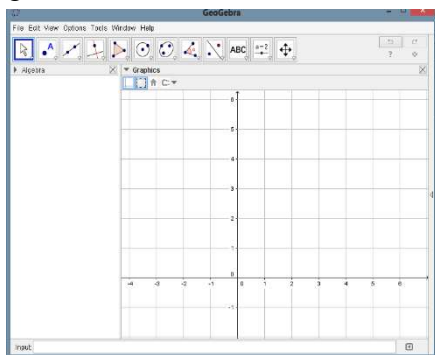 GeoGebra
File Edit View Options Tools Window Help
A ABC a=2
?
Algebra Graphics
6
5
4
3
2
1
0
-4 -3 -2 -1 0 1 2 3 4 5 6
-1
Input: